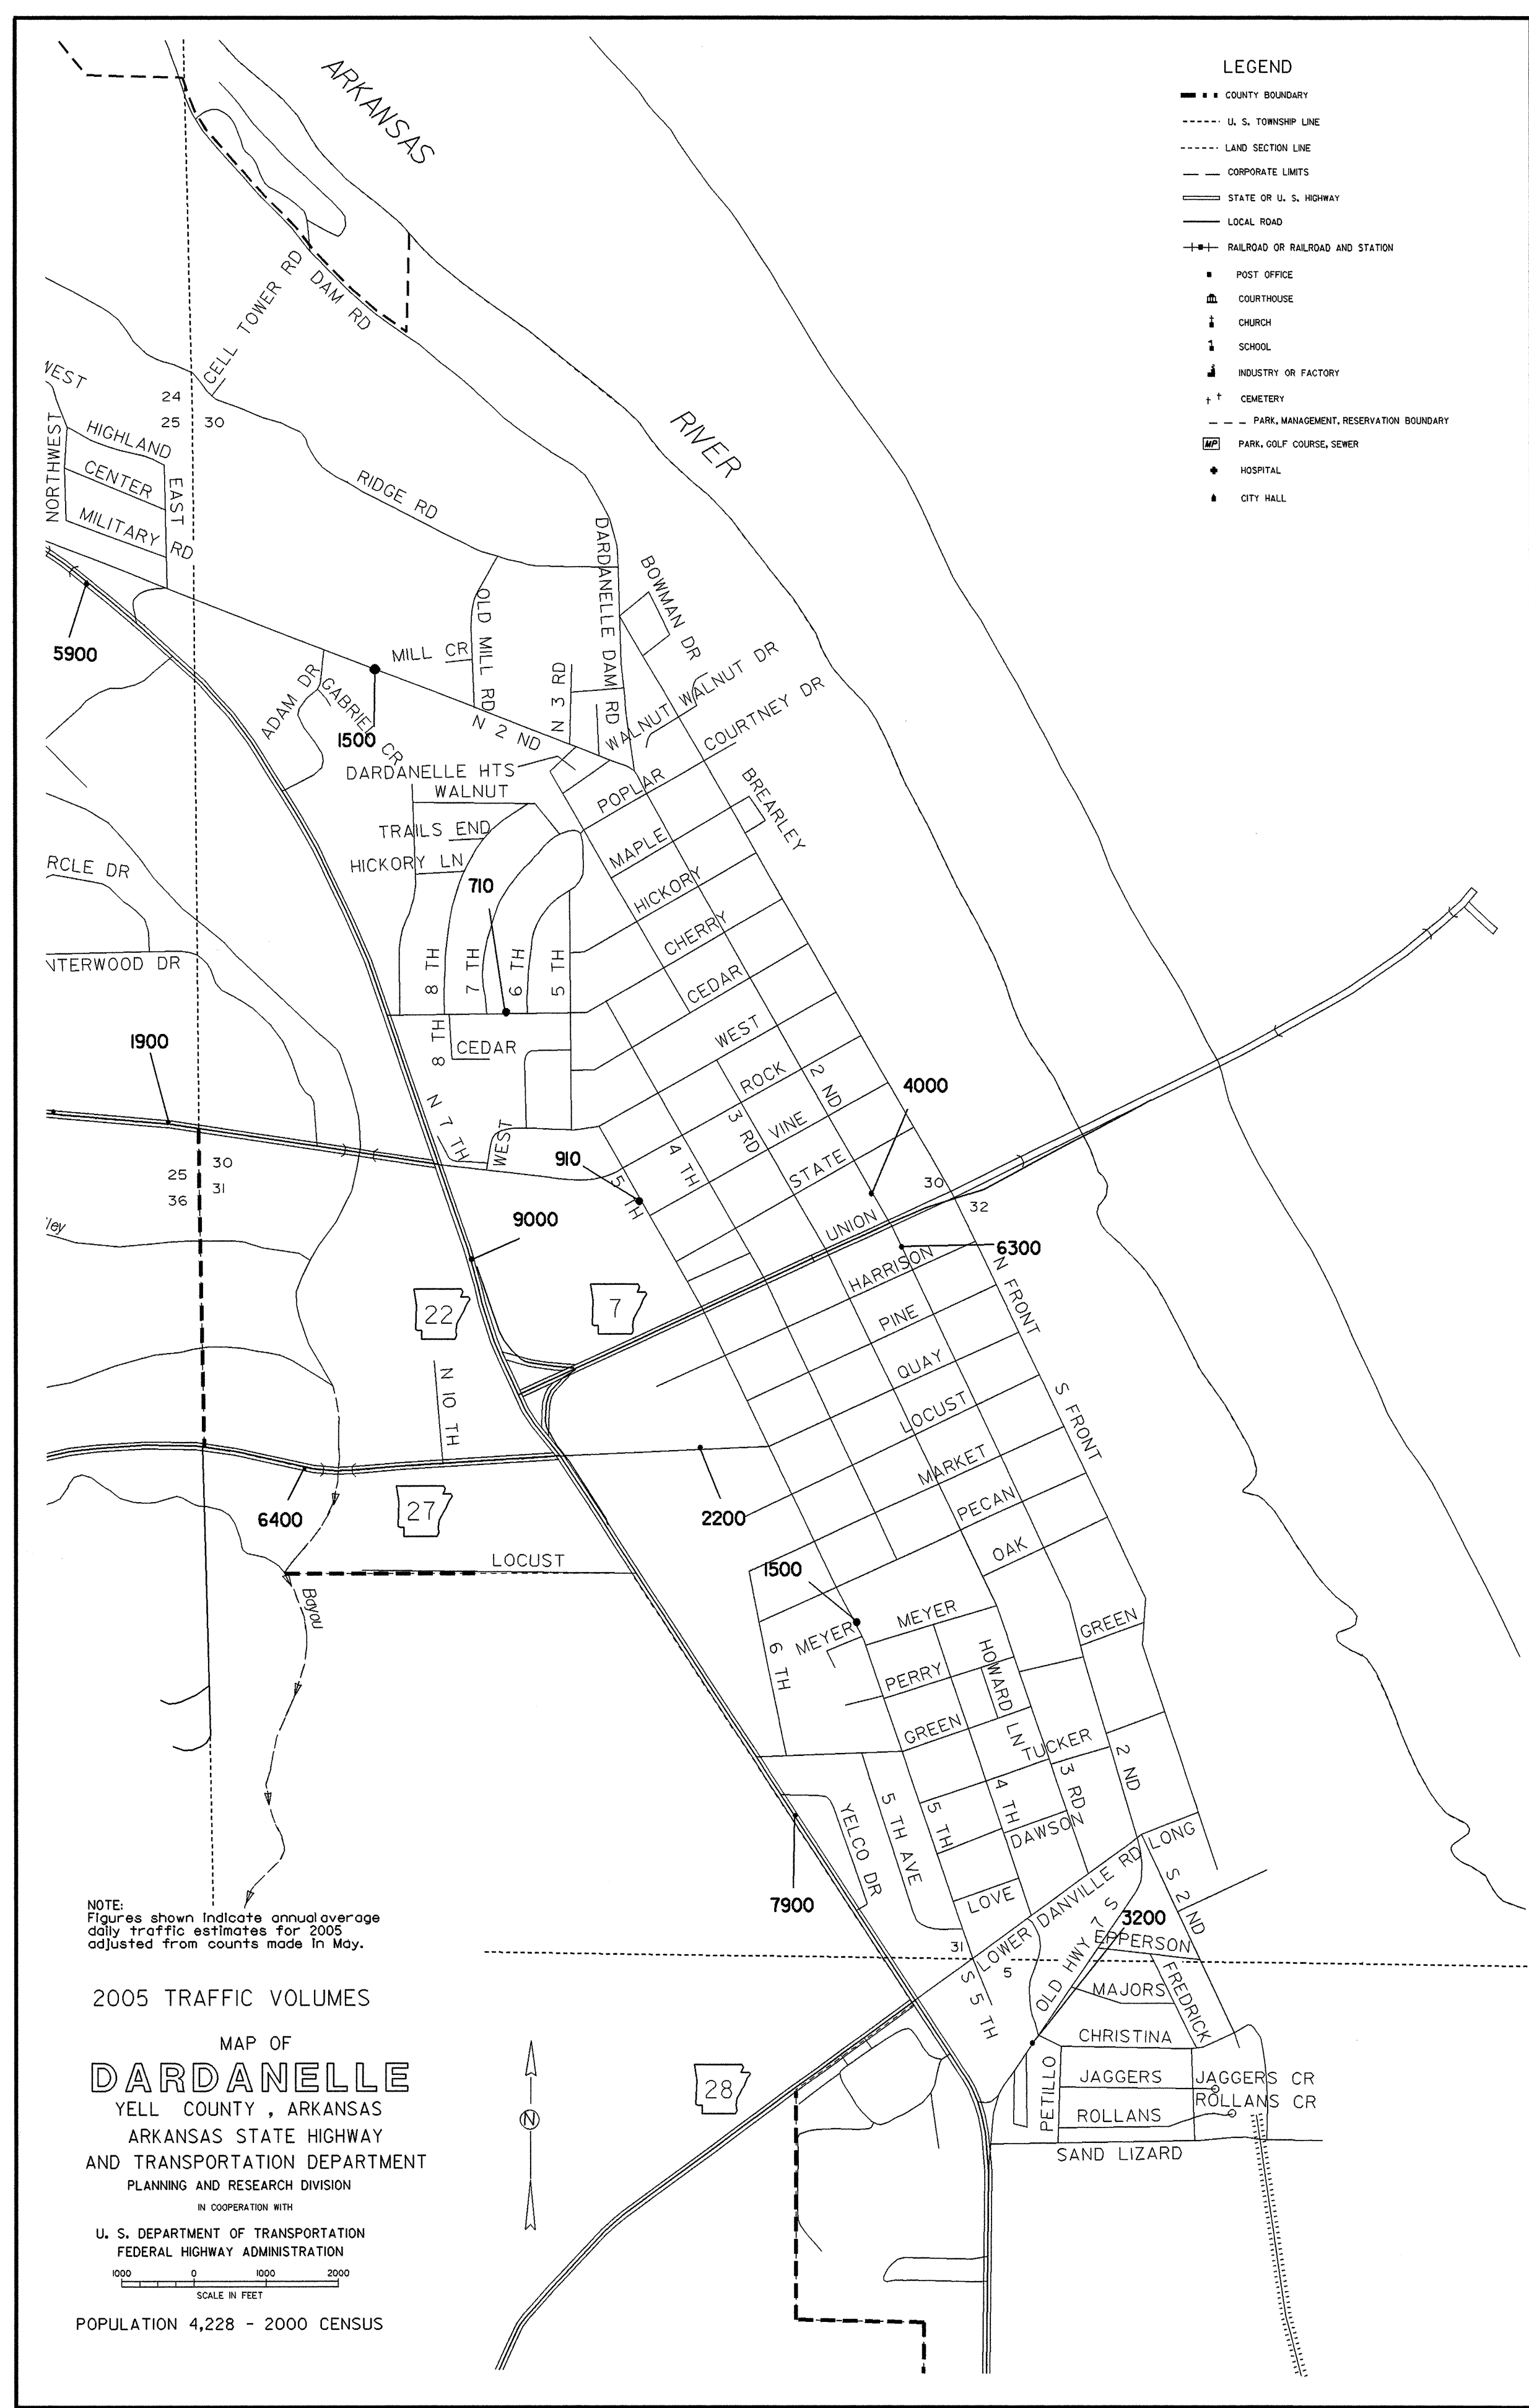 ARKANSAS
RIVER
LEGEND
COUNTY BOUNDARY
U. S. TOWNSHIP LINE
LAND SECTION LINE
CORPORATE LIMITS
STATE OR U. S. HIGHWAY
LOCAL ROAD
RAILROAD OR RAILROAD AND STATION
POST OFFICE
COURTHOUSE
CHURCH
SCHOOL
INDUSTRY OR FACTORY
CEMETERY
PARK, MANAGEMENT, RESERVATION BOUNDARY
MP PARK, GOLF COURSE, SEWER
HOSPITAL
CITY HALL
CELL TOWER RD
DAM RD
WEST
24
25 30
NORTHWEST
HIGHLAND
CENTER
EAST
MILITARY RD
RIDGE RD
DARDANELLE DAM RD
BOWMAN DR
5900
OLD MILL RD
MILL CR
ADAM DR
GABRIEL CR
1500
N 2 ND
N 3 RD
WALNUT
WALNUT DR
COURTNEY DR
DARDANELLE HTS
WALNUT
POPLAR
BREARLEY
TRAILS END
MAPLE
HICKORY LN
RCLE DR
710
HICKORY
CHERRY
NTERWOOD DR
8 TH
7 TH
6 TH
5 TH
CEDAR
8 TH
CEDAR
WEST
1900
ROCK
2 ND
4000
N 7 TH
WEST
3 RD
VINE
4 TH
910
5 TH
STATE
30
25 30
36 31
32
lley
9000
UNION
6300
HARRISON
N FRONT
22
7
PINE
QUAY
N 10 TH
S FRONT
LOCUST
MARKET
6400
27
2200
PECAN
OAK
LOCUST
1500
Bayou
MEYER
MEYER
GREEN
6 TH
PERRY
HOWARD LN
GREEN
TUCKER
2 ND
3 RD
4 TH
5 TH
5 TH AVE
YELCO DR
DAWSON
LONG
7900
LOVE
LOWER DANVILLE RD
S 2 ND
3200
OLD HWY 7 S
EPPERSON
31
5
S 5 TH
MAJORS
FREDRICK
CHRISTINA
PETILLO
JAGGERS
JAGGERS CR
ROLLANS CR
ROLLANS
SAND LIZARD
28
N
NOTE:
Figures shown indicate annual average
daily traffic estimates for 2005
adjusted from counts made in May.
2005 TRAFFIC VOLUMES
MAP OF
DARDANELLE
YELL COUNTY , ARKANSAS
ARKANSAS STATE HIGHWAY
AND TRANSPORTATION DEPARTMENT
PLANNING AND RESEARCH DIVISION
IN COOPERATION WITH
U. S. DEPARTMENT OF TRANSPORTATION
FEDERAL HIGHWAY ADMINISTRATION
1000 0 1000 2000
SCALE IN FEET
POPULATION 4,228 - 2000 CENSUS